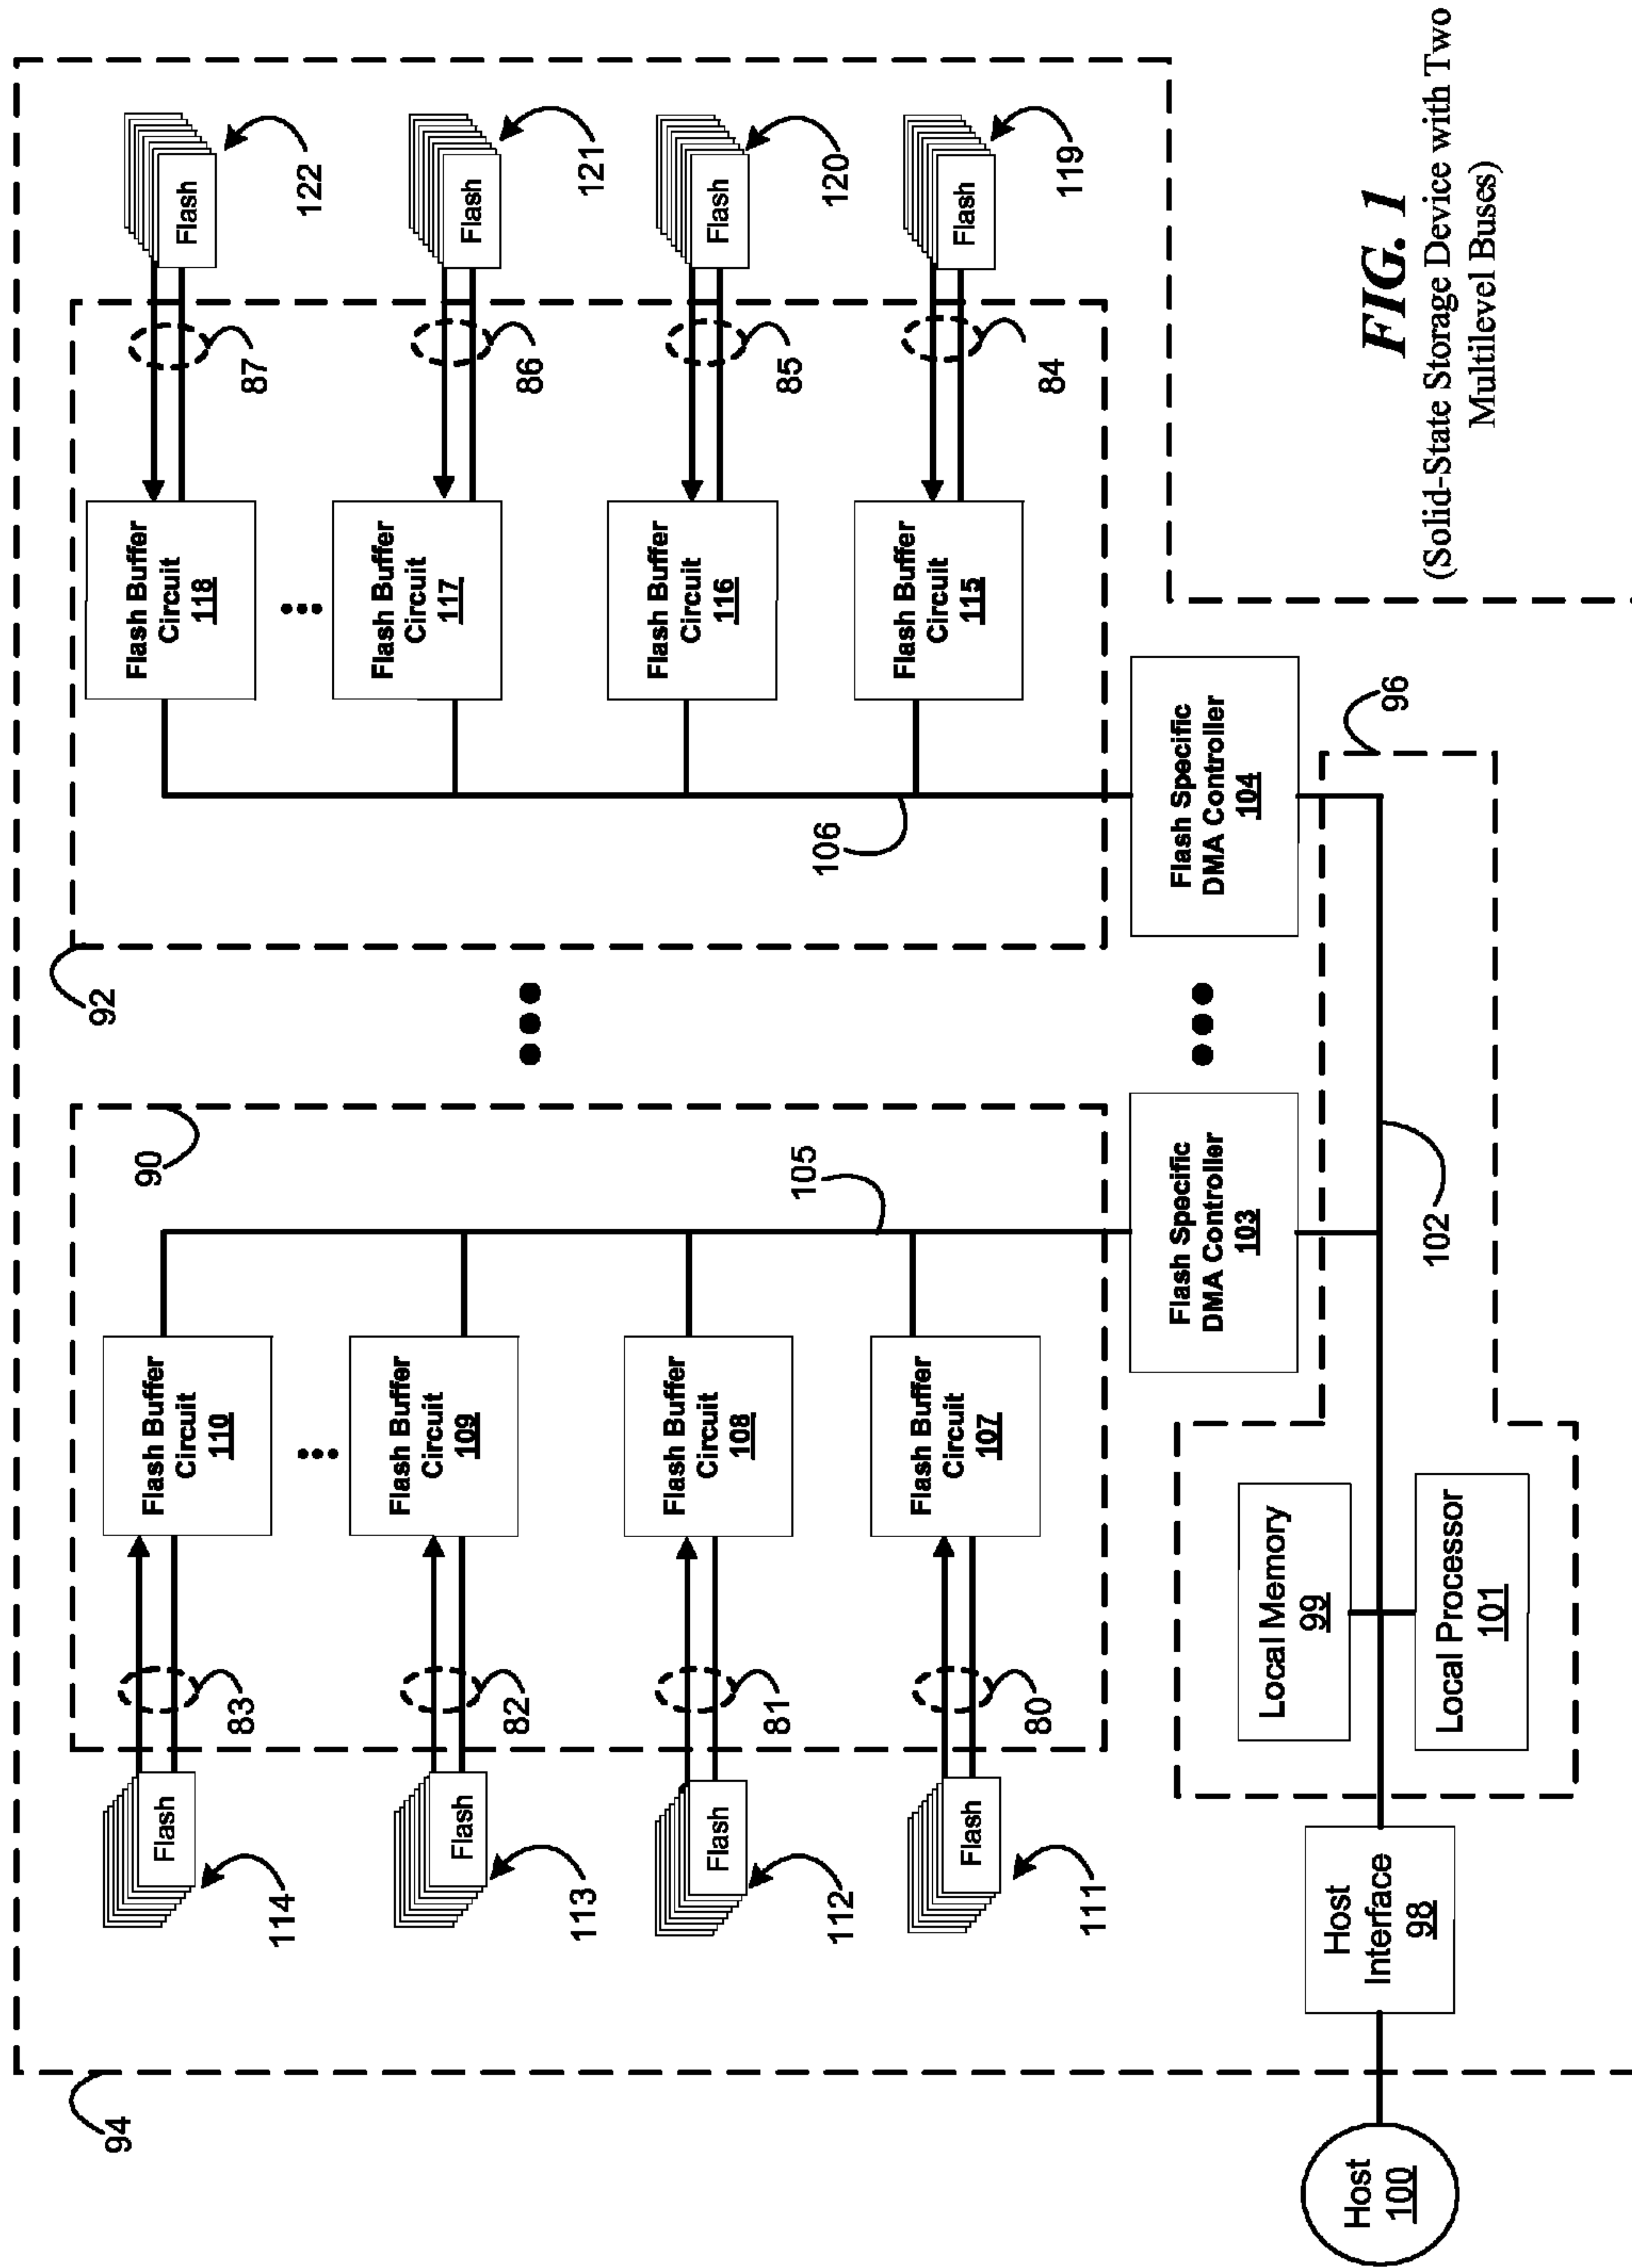 94
92
90
114
Flash
83
Flash Buffer
Circuit
110
Flash Buffer
Circuit
118
87
Flash
122
113
Flash
82
Flash Buffer
Circuit
109
Flash Buffer
Circuit
117
86
Flash
121
112
Flash
81
Flash Buffer
Circuit
108
Flash Buffer
Circuit
116
85
Flash
120
105
106
111
Flash
80
Flash Buffer
Circuit
107
Flash Buffer
Circuit
115
84
Flash
119
Flash Specific
DMA Controller
103
Flash Specific
DMA Controller
104
96
Local Memory
99
Host
100
Host
Interface
98
Local Processor
101
102
FIG. 1
(Solid-State Storage Device with Two
Multilevel Buses)